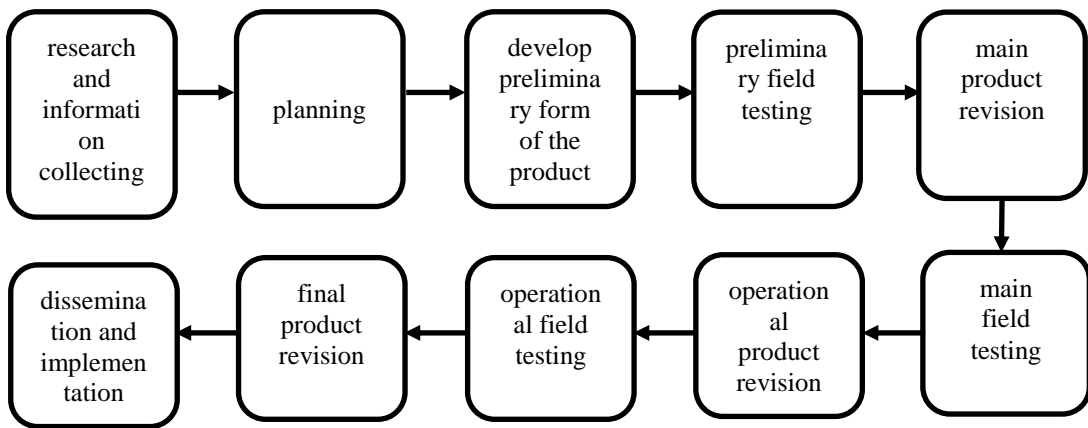 research
and
informati
on
collecting
planning
develop
prelimina
ry form
of the
product
prelimina
ry field
testing
main
product
revision
main
field
testing
operation
al
product
revision
operation
al field
testing
final
product
revision
dissemina
tion and
implemen
tation